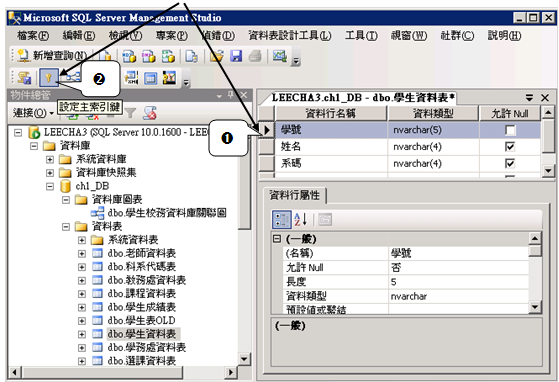 Microsoft SQL Server Management Studio
檔案(F) 編輯(E) 檢視(V) 專案(P) 偵錯(D) 資料表設計工具(L) 工具(T) 視窗(W) 社群(C) 說明(H)
新增查詢(N)
❷
物件總管
設定主索引鍵
連接(O)
LEECHA3 (SQL Server 10.0.1600 - LEE
資料庫
系統資料庫
資料庫快照集
ch1_DB
資料庫圖表
dbo.學生校務資料庫關聯圖
資料表
系統資料表
dbo.老師資料表
dbo.科系代碼表
dbo.教務處資料表
dbo.課程資料表
dbo.學生成績表
dbo.學生表OLD
dbo.學生資料表
dbo.學務處資料表
dbo.選課資料表
LEECHA3.ch1_DB - dbo.學生資料表*
資料行名稱 資料類型 允許 Null
❶
學號 nvarchar(5)
姓名 nvarchar(4)
系碼 nvarchar(4)
資料行屬性
(一般)
(名稱) 學號
允許 Null 否
長度 5
資料類型 nvarchar
預設值或繫結
(一般)